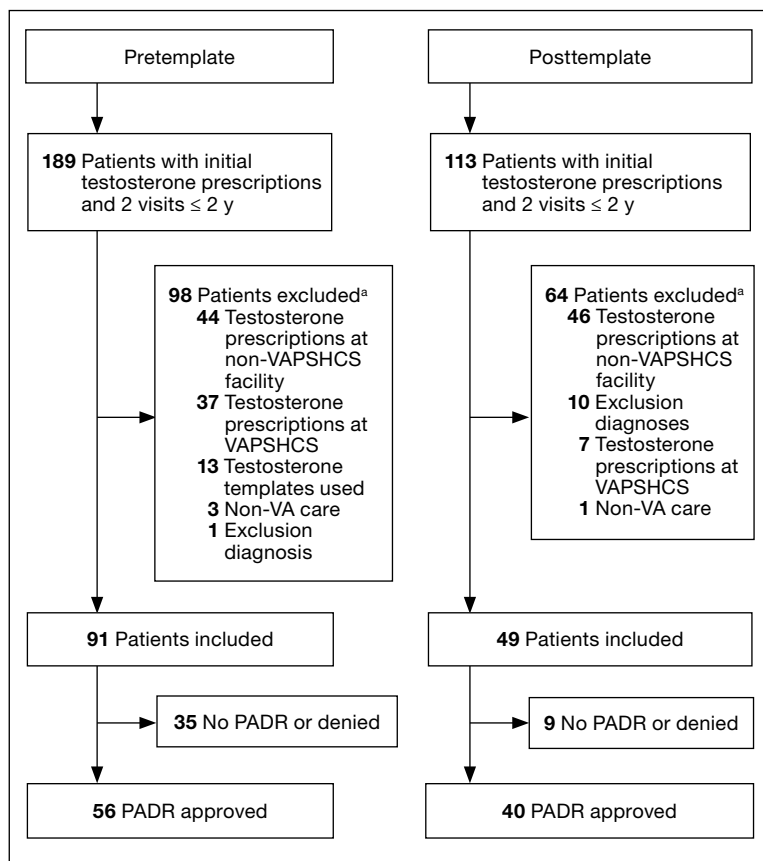 Pretemplate
189 Patients with initial
testosterone prescriptions
and 2 visits ≤ 2 y
98 Patients excludedª
44 Testosterone
prescriptions at
non-VAPSHCS
facility
37 Testosterone
prescriptions at
VAPSHCS
13 Testosterone
templates used
3 Non-VA care
1 Exclusion
diagnosis
91 Patients included
35 No PADR or denied
56 PADR approved
Posttemplate
113 Patients with initial
testosterone prescriptions
and 2 visits ≤ 2 y
64 Patients excludedª
46 Testosterone
prescriptions at
non-VAPSHCS
facility
10 Exclusion
diagnoses
7 Testosterone
prescriptions at
VAPSHCS
1 Non-VA care
49 Patients included
9 No PADR or denied
40 PADR approved